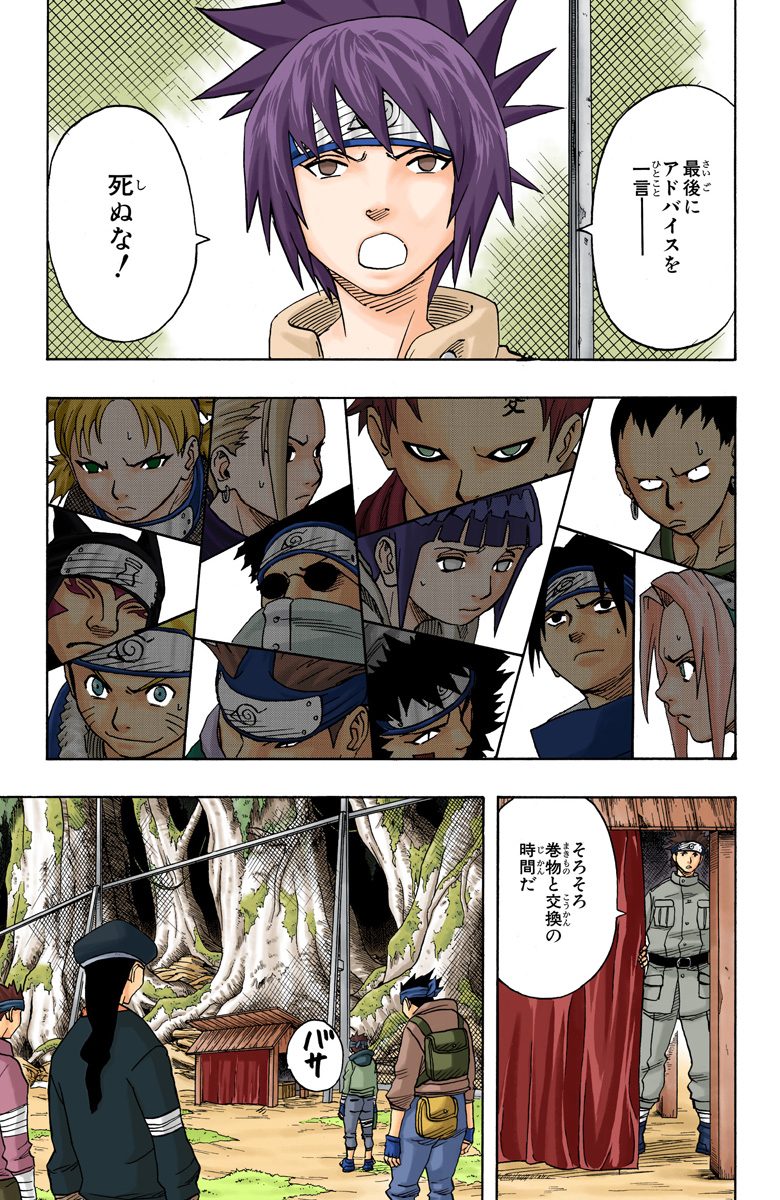 最後に
アドバイスを
一言──
死ぬな！
そろそろ
巻物と交換の
時間だ
バサ